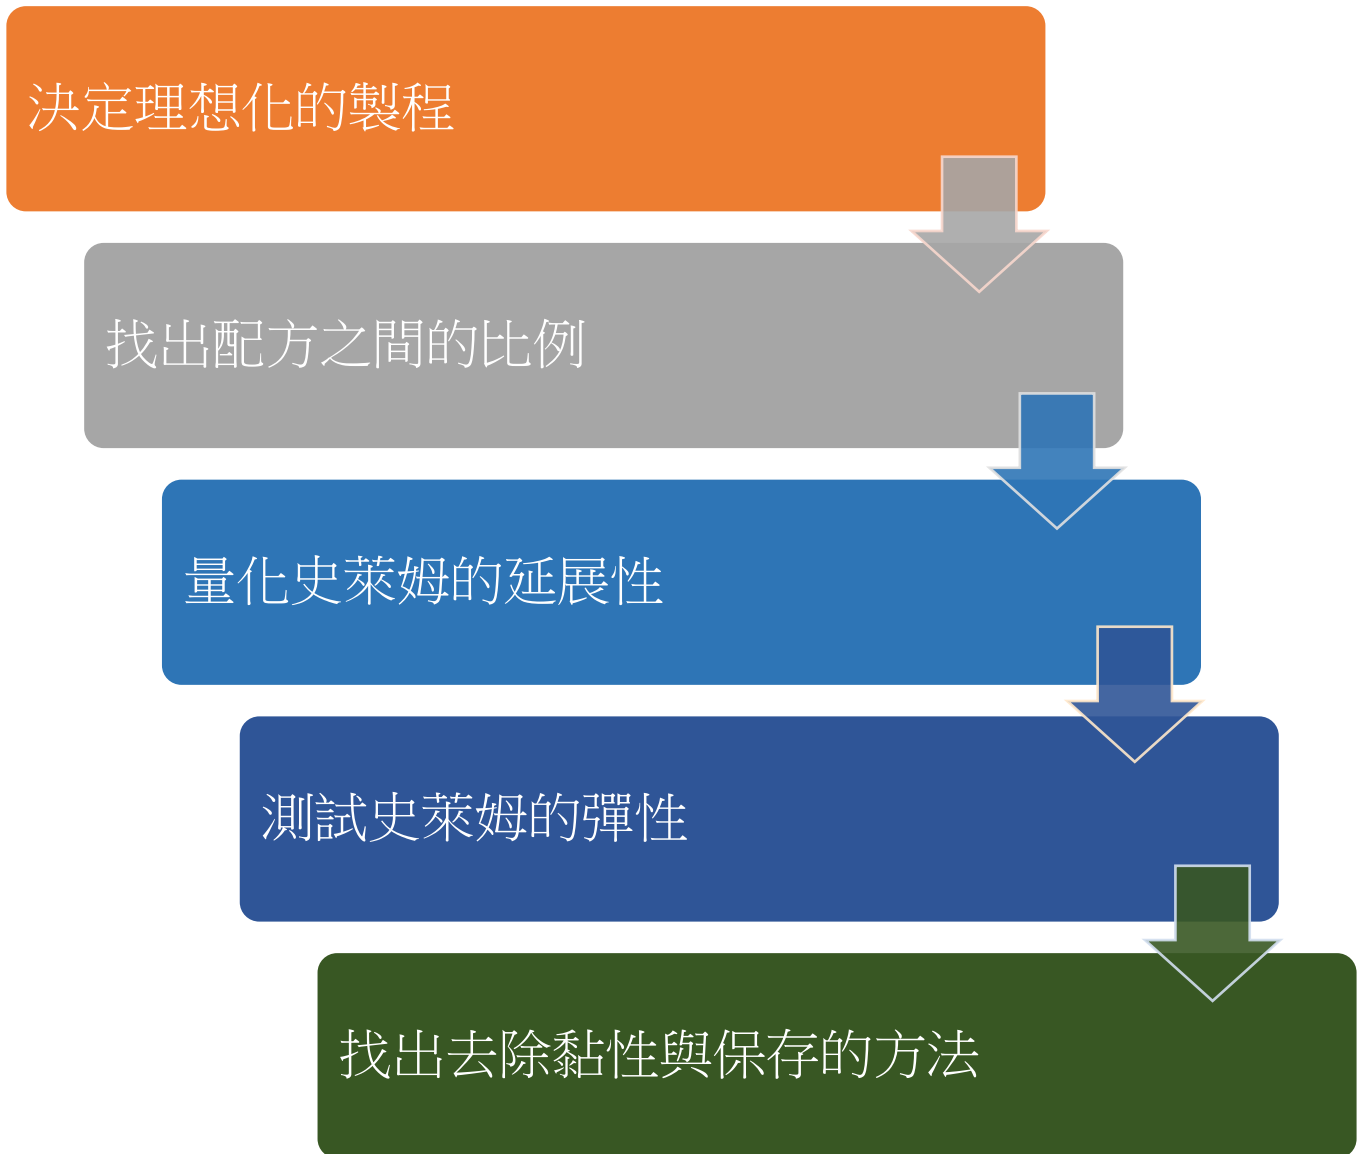 決定理想化的製程
找出配方之間的比例
量化史萊姆的延展性
測試史萊姆的彈性
找出去除黏性與保存的方法